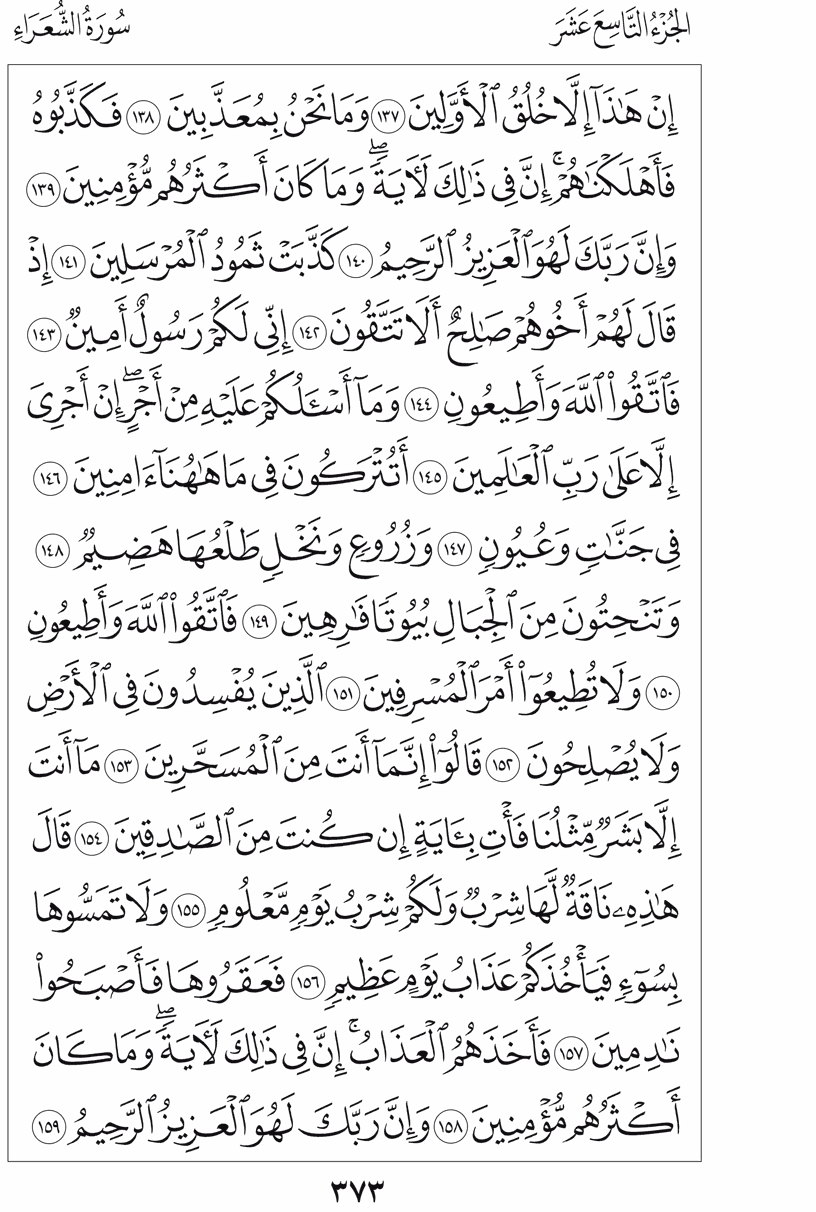 الجُزْءُ التَّاسِعَ عَشَرَ
سُورَةُ الشُّعَرَاءِ
إِنۡ هَٰذَآ إِلَّا خُلُقُ ٱلۡأَوَّلِينَ ١٣٧ وَمَا نَحۡنُ بِمُعَذَّبِينَ ١٣٨ فَكَذَّبُوهُ
فَأَهۡلَكۡنَٰهُمۡۚ إِنَّ فِي ذَٰلِكَ لَأٓيَةٗۖ وَمَا كَانَ أَكۡثَرُهُم مُّؤۡمِنِينَ ١٣٩
وَإِنَّ رَبَّكَ لَهُوَ ٱلۡعَزِيزُ ٱلرَّحِيمُ ١٤٠ كَذَّبَتۡ ثَمُودُ ٱلۡمُرۡسَلِينَ ١٤١ إِذۡ
قَالَ لَهُمۡ أَخُوهُمۡ صَٰلِحٌ أَلَا تَتَّقُونَ ١٤٢ إِنِّي لَكُمۡ رَسُولٌ أَمِينٞ ١٤٣
فَٱتَّقُواْ ٱللَّهَ وَأَطِيعُونِ ١٤٤ وَمَآ أَسۡـَٔلُكُمۡ عَلَيۡهِ مِنۡ أَجۡرٍۖ إِنۡ أَجۡرِيَ
إِلَّا عَلَىٰ رَبِّ ٱلۡعَٰلَمِينَ ١٤٥ أَتُتۡرَكُونَ فِي مَا هَٰهُنَآ ءَامِنِينَ ١٤٦
فِي جَنَّٰتٖ وَعُيُونٖ ١٤٧ وَزُرُوعٖ وَنَخۡلٖ طَلۡعُهَا هَضِيمٞ ١٤٨
وَتَنۡحِتُونَ مِنَ ٱلۡجِبَالِ بُيُوتٗا فَٰرِهِينَ ١٤٩ فَٱتَّقُواْ ٱللَّهَ وَأَطِيعُونِ
١٥٠ وَلَا تُطِيعُوٓاْ أَمۡرَ ٱلۡمُسۡرِفِينَ ١٥١ ٱلَّذِينَ يُفۡسِدُونَ فِي ٱلۡأَرۡضِ
وَلَا يُصۡلِحُونَ ١٥٢ قَالُوٓاْ إِنَّمَآ أَنتَ مِنَ ٱلۡمُسَحَّرِينَ ١٥٣ مَآ أَنتَ
إِلَّا بَشَرٞ مِّثۡلُنَا فَأۡتِ بِـَٔايَةٍ إِن كُنتَ مِنَ ٱلصَّٰدِقِينَ ١٥٤ قَالَ
هَٰذِهِۦ نَاقَةٞ لَّهَا شِرۡبٞ وَلَكُمۡ شِرۡبُ يَوۡمٖ مَّعۡلُومٖ ١٥٥ وَلَا تَمَسُّوهَا
بِسُوٓءٖ فَيَأۡخُذَكُمۡ عَذَابُ يَوۡمٍ عَظِيمٖ ١٥٦ فَعَقَرُوهَا فَأَصۡبَحُواْ
نَٰدِمِينَ ١٥٧ فَأَخَذَهُمُ ٱلۡعَذَابُۚ إِنَّ فِي ذَٰلِكَ لَأٓيَةٗۖ وَمَا كَانَ
أَكۡثَرُهُم مُّؤۡمِنِينَ ١٥٨ وَإِنَّ رَبَّكَ لَهُوَ ٱلۡعَزِيزُ ٱلرَّحِيمُ ١٥٩
٣٧٣